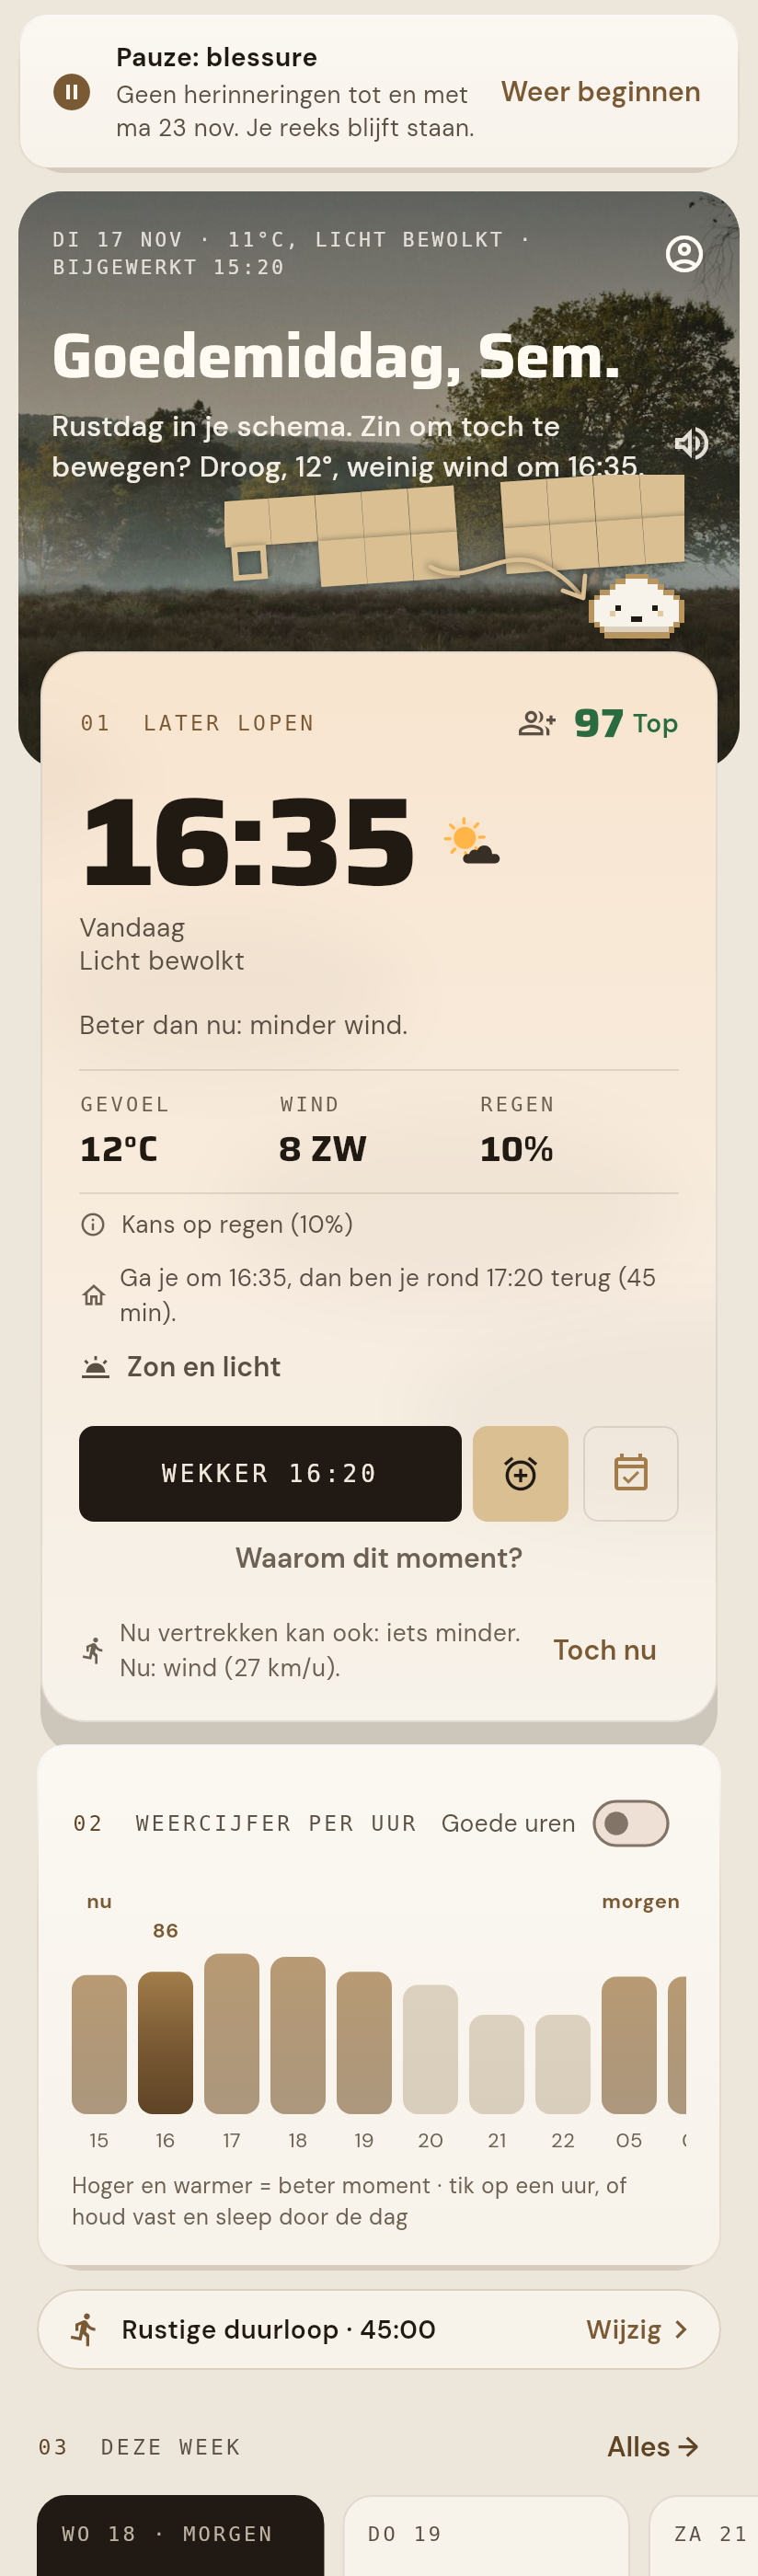 Pauze: blessure
Geen herinneringen tot en met
ma 23 nov. Je reeks blijft staan.
Weer beginnen
DI 17 NOV · 11°C, LICHT BEWOLKT ·
BIJGEWERKT 15:20
Goedemiddag, Sem.
Rustdag in je schema. Zin om toch te
bewegen? Droog, 12°, weinig wind om 16:35.
01 LATER LOPEN
97 Top
16:35
Vandaag
Licht bewolkt
Beter dan nu: minder wind.
GEVOEL WIND REGEN
12°C 8 ZW 10%
Kans op regen (10%)
Ga je om 16:35, dan ben je rond 17:20 terug (45
min).
Zon en licht
WEKKER 16:20
Waarom dit moment?
Nu vertrekken kan ook: iets minder.
Nu: wind (27 km/u).
Toch nu
02 WEERCIJFER PER UUR Goede uren
nu morgen
86
15 16 17 18 19 20 21 22 05
Hoger en warmer = beter moment · tik op een uur, of
houd vast en sleep door de dag
Rustige duurloop · 45:00 Wijzig
03 DEZE WEEK Alles
WO 18 · MORGEN DO 19 ZA 21